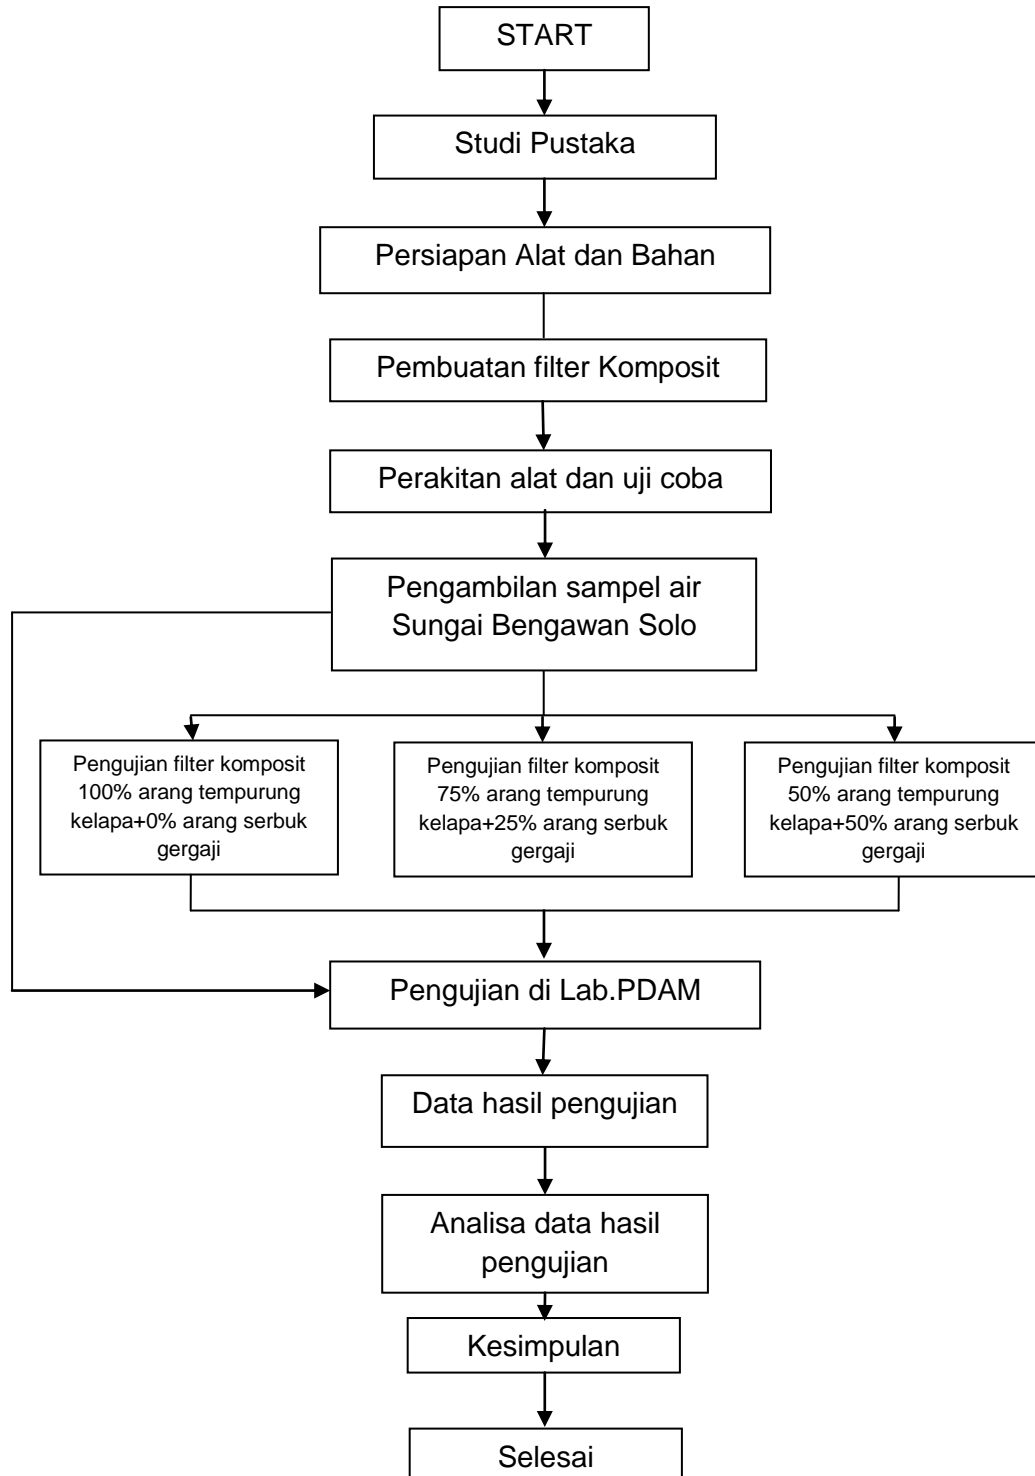 START
Studi Pustaka
Persiapan Alat dan Bahan
Pembuatan filter Komposit
Perakitan alat dan uji coba
Pengambilan sampel air
Sungai Bengawan Solo
Pengujian filter komposit
100% arang tempurung
kelapa+0% arang serbuk
gergaji
Pengujian filter komposit
75% arang tempurung
kelapa+25% arang serbuk
gergaji
Pengujian filter komposit
50% arang tempurung
kelapa+50% arang serbuk
gergaji
Pengujian di Lab.PDAM
Data hasil pengujian
Analisa data hasil
pengujian
Kesimpulan
Selesai